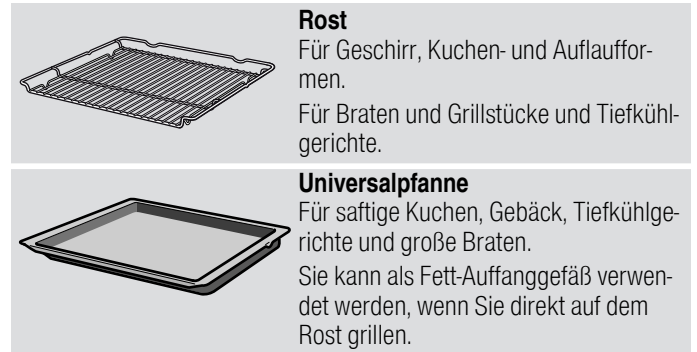 Rost
Für Geschirr, Kuchen- und Auflauffor-
men.
Für Braten und Grillstücke und Tiefkühl-
gerichte.
Universalpfanne
Für saftige Kuchen, Gebäck, Tiefkühlge-
richte und große Braten.
Sie kann als Fett-Auffanggefäß verwen-
det werden, wenn Sie direkt auf dem
Rost grillen.